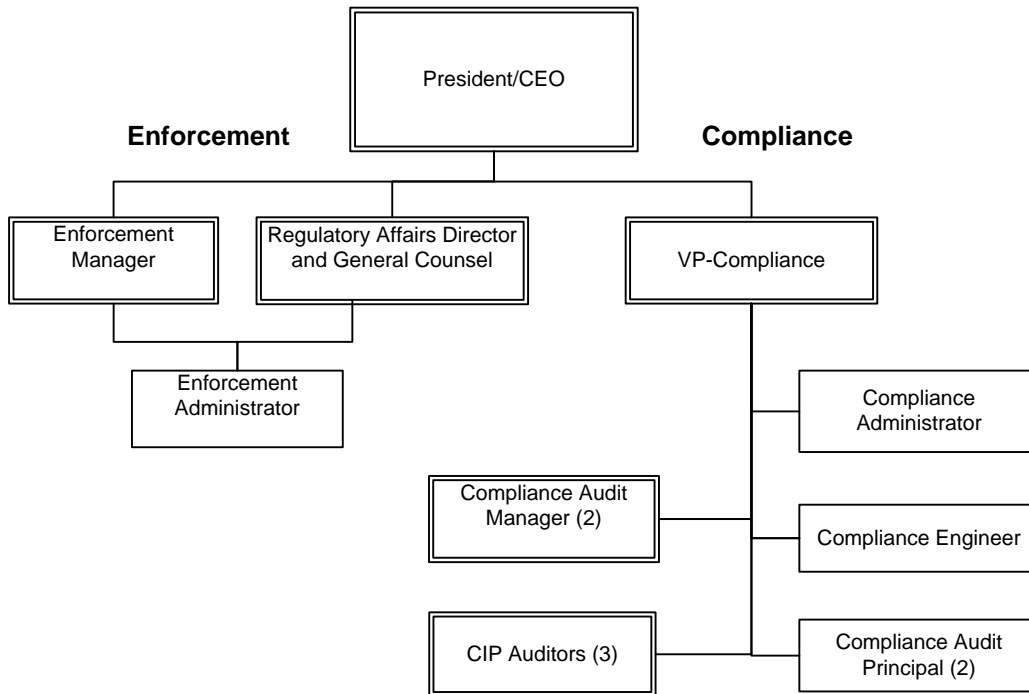 President/CEO
Enforcement
Compliance
Enforcement
Manager
Regulatory Affairs Director
and General Counsel
VP-Compliance
Enforcement
Administrator
Compliance
Administrator
Compliance Audit
Manager (2)
Compliance Engineer
CIP Auditors (3)
Compliance Audit
Principal (2)